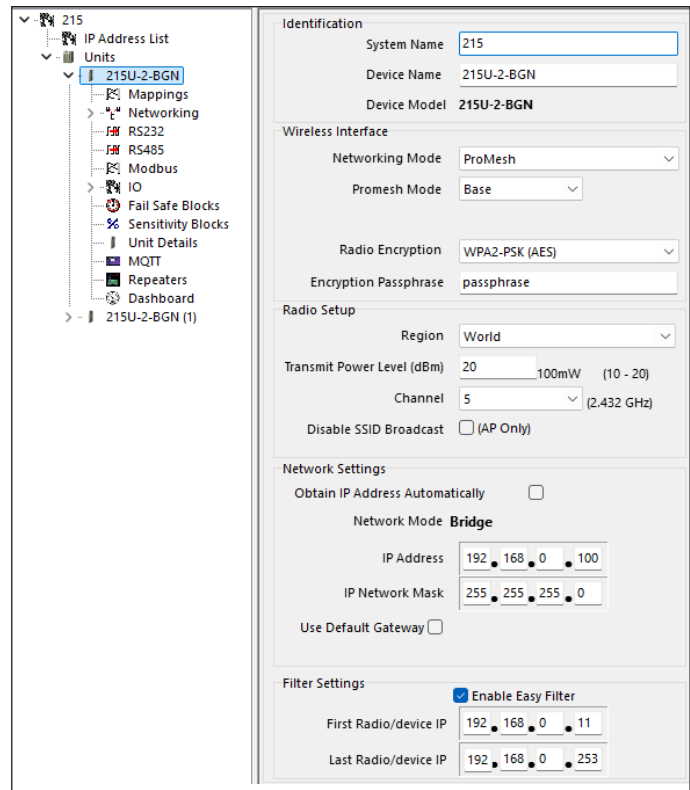 215
IP Address List
Units
215U-2-BGN
Mappings
Networking
RS232
RS485
Modbus
IO
Fail Safe Blocks
Sensitivity Blocks
Unit Details
MQTT
Repeaters
Dashboard
215U-2-BGN (1)
Identification
System Name 215
Device Name 215U-2-BGN
Device Model 215U-2-BGN
Wireless Interface
Networking Mode ProMesh
Promesh Mode Base
Radio Encryption WPA2-PSK (AES)
Encryption Passphrase passphrase
Radio Setup
Region World
Transmit Power Level (dBm) 20 100mW (10 - 20)
Channel 5 (2.432 GHz)
Disable SSID Broadcast (AP Only)
Network Settings
Obtain IP Address Automatically
Network Mode Bridge
IP Address 192 . 168 . 0 . 100
IP Network Mask 255 . 255 . 255 . 0
Use Default Gateway
Filter Settings
Enable Easy Filter
First Radio/device IP 192 . 168 . 0 . 11
Last Radio/device IP 192 . 168 . 0 . 253